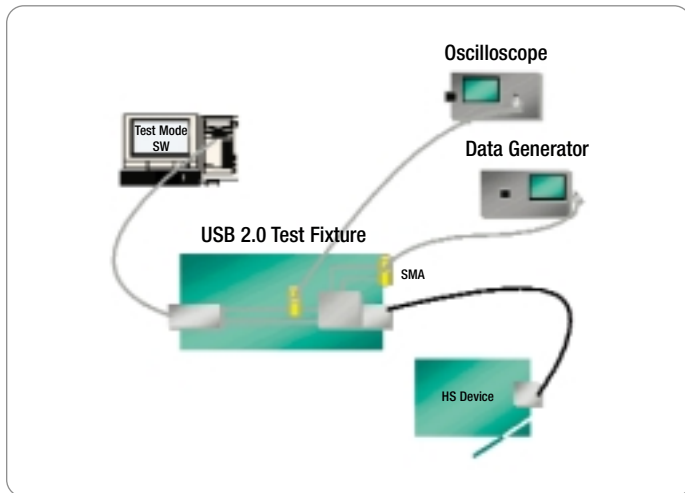 Oscilloscope
Test Mode
SW
Data Generator
USB 2.0 Test Fixture
SMA
HS Device